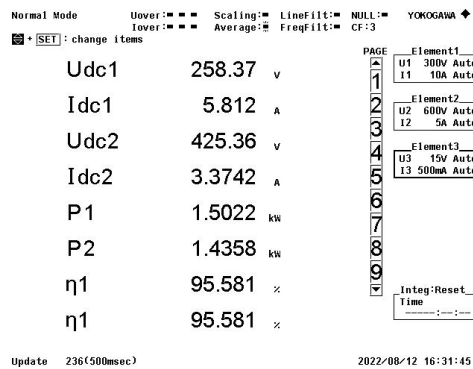 Normal Mode Uover: Scaling: LineFilt: NULL: YOKOGAWA
Iover: Average: FreqFilt: CF:3
+ SET : change items
PAGE
Udc1 258.37 V
Idc1 5.812 A
Udc2 425.36 V
Idc2 3.3742 A
P1 1.5022 kW
P2 1.4358 kW
η1 95.581 %
η1 95.581 %
1
2
3
4
5
6
7
8
9
Element1
U1 300V Auto
I1 10A Auto
Element2
U2 600V Auto
I2 5A Auto
Element3
U3 15V Auto
I3 500mA Auto
Integ:Reset
Time
-----:--:--
Update 236(500msec) 2022/08/12 16:31:45